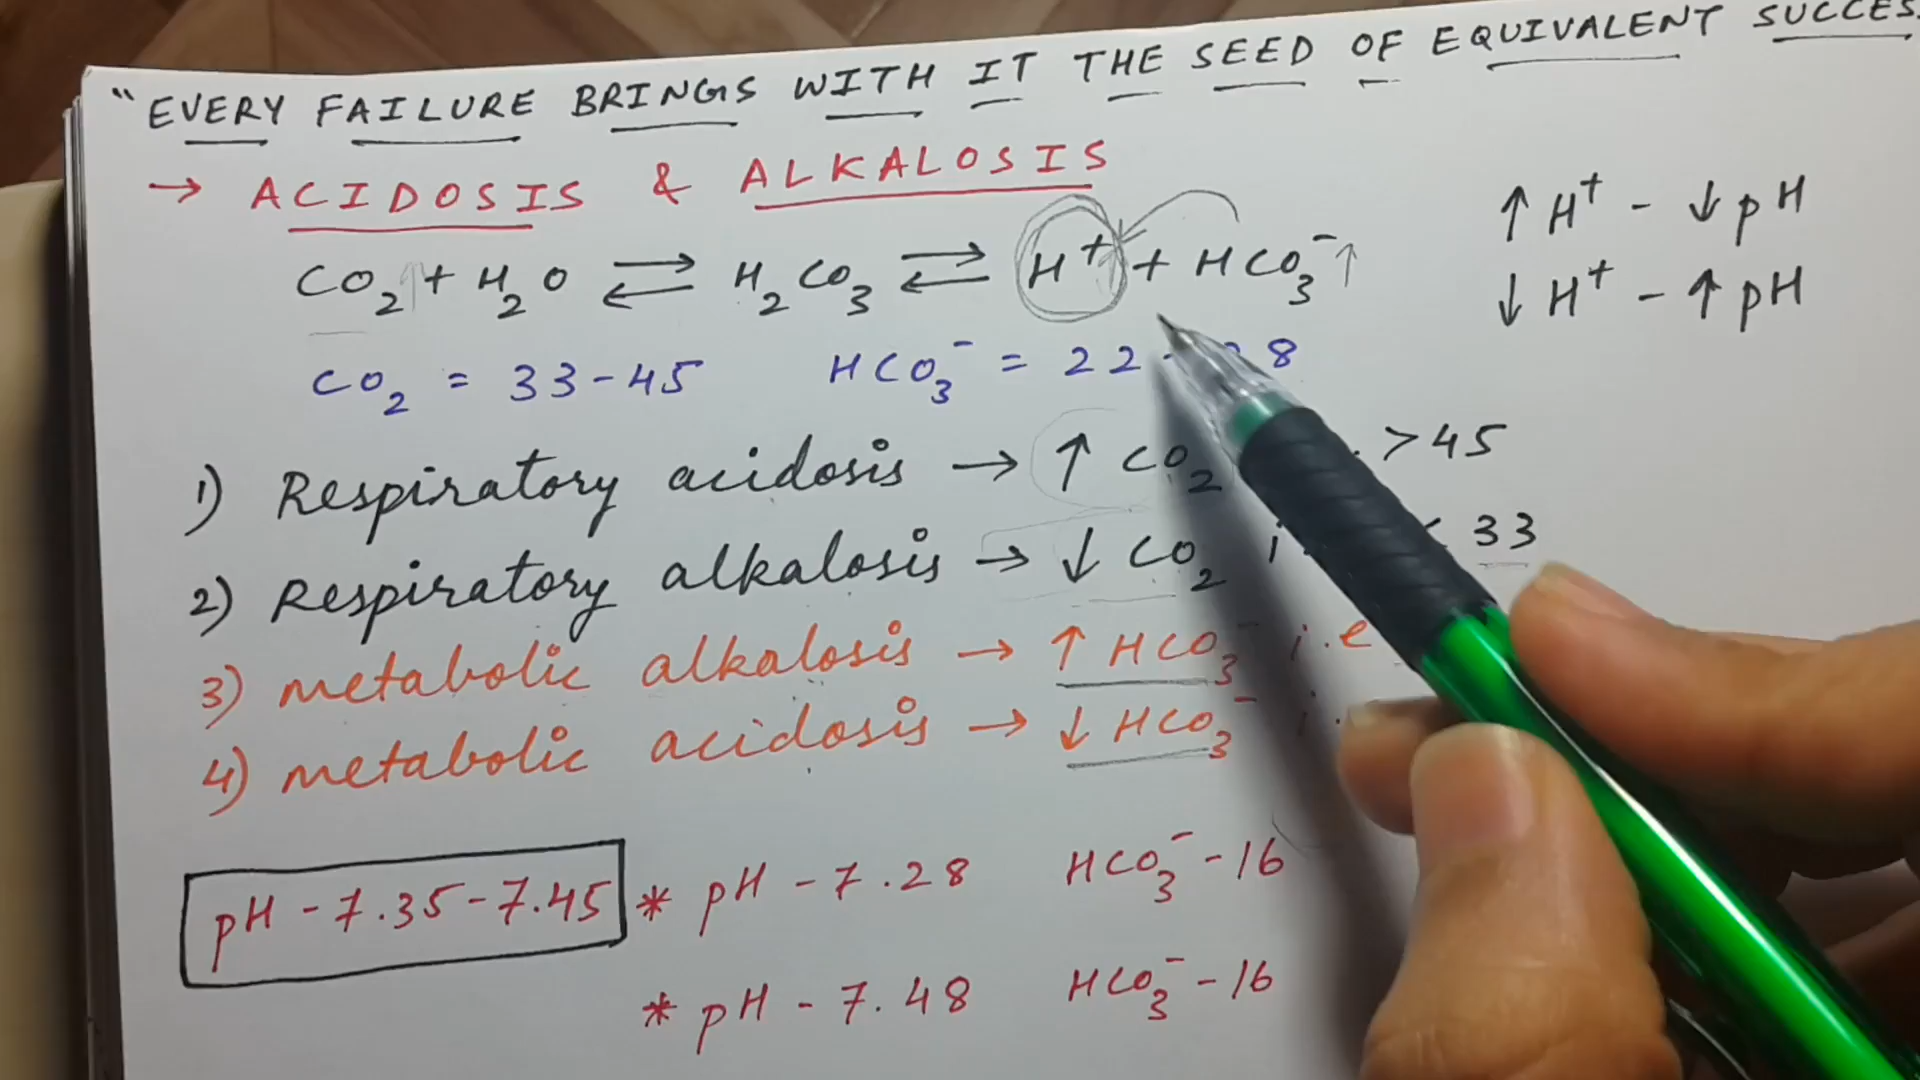 "EVERY FAILURE BRINGS WITH IT THE SEED OF EQUIVALENT SUCCES
→ ACIDOSIS & ALKALOSIS
CO₂↑ + H₂O ⇌ H₂CO₃ ⇌ H⁺ + HCO₃⁻↑
↑ H⁺ - ↓ pH
↓ H⁺ - ↑ pH
CO₂ = 33-45 HCO₃⁻ = 22 - 8
1) Respiratory acidosis → ↑ CO₂ > 45
2) Respiratory alkalosis → ↓ CO₂ i < 33
3) metabolic alkalosis → ↑ HCO₃⁻ i.e
4) metabolic acidosis → ↓ HCO₃⁻ i.
pH - 7.35-7.45 * pH - 7.28 HCO₃⁻ - 16
* pH - 7.48 HCO₃⁻ - 16